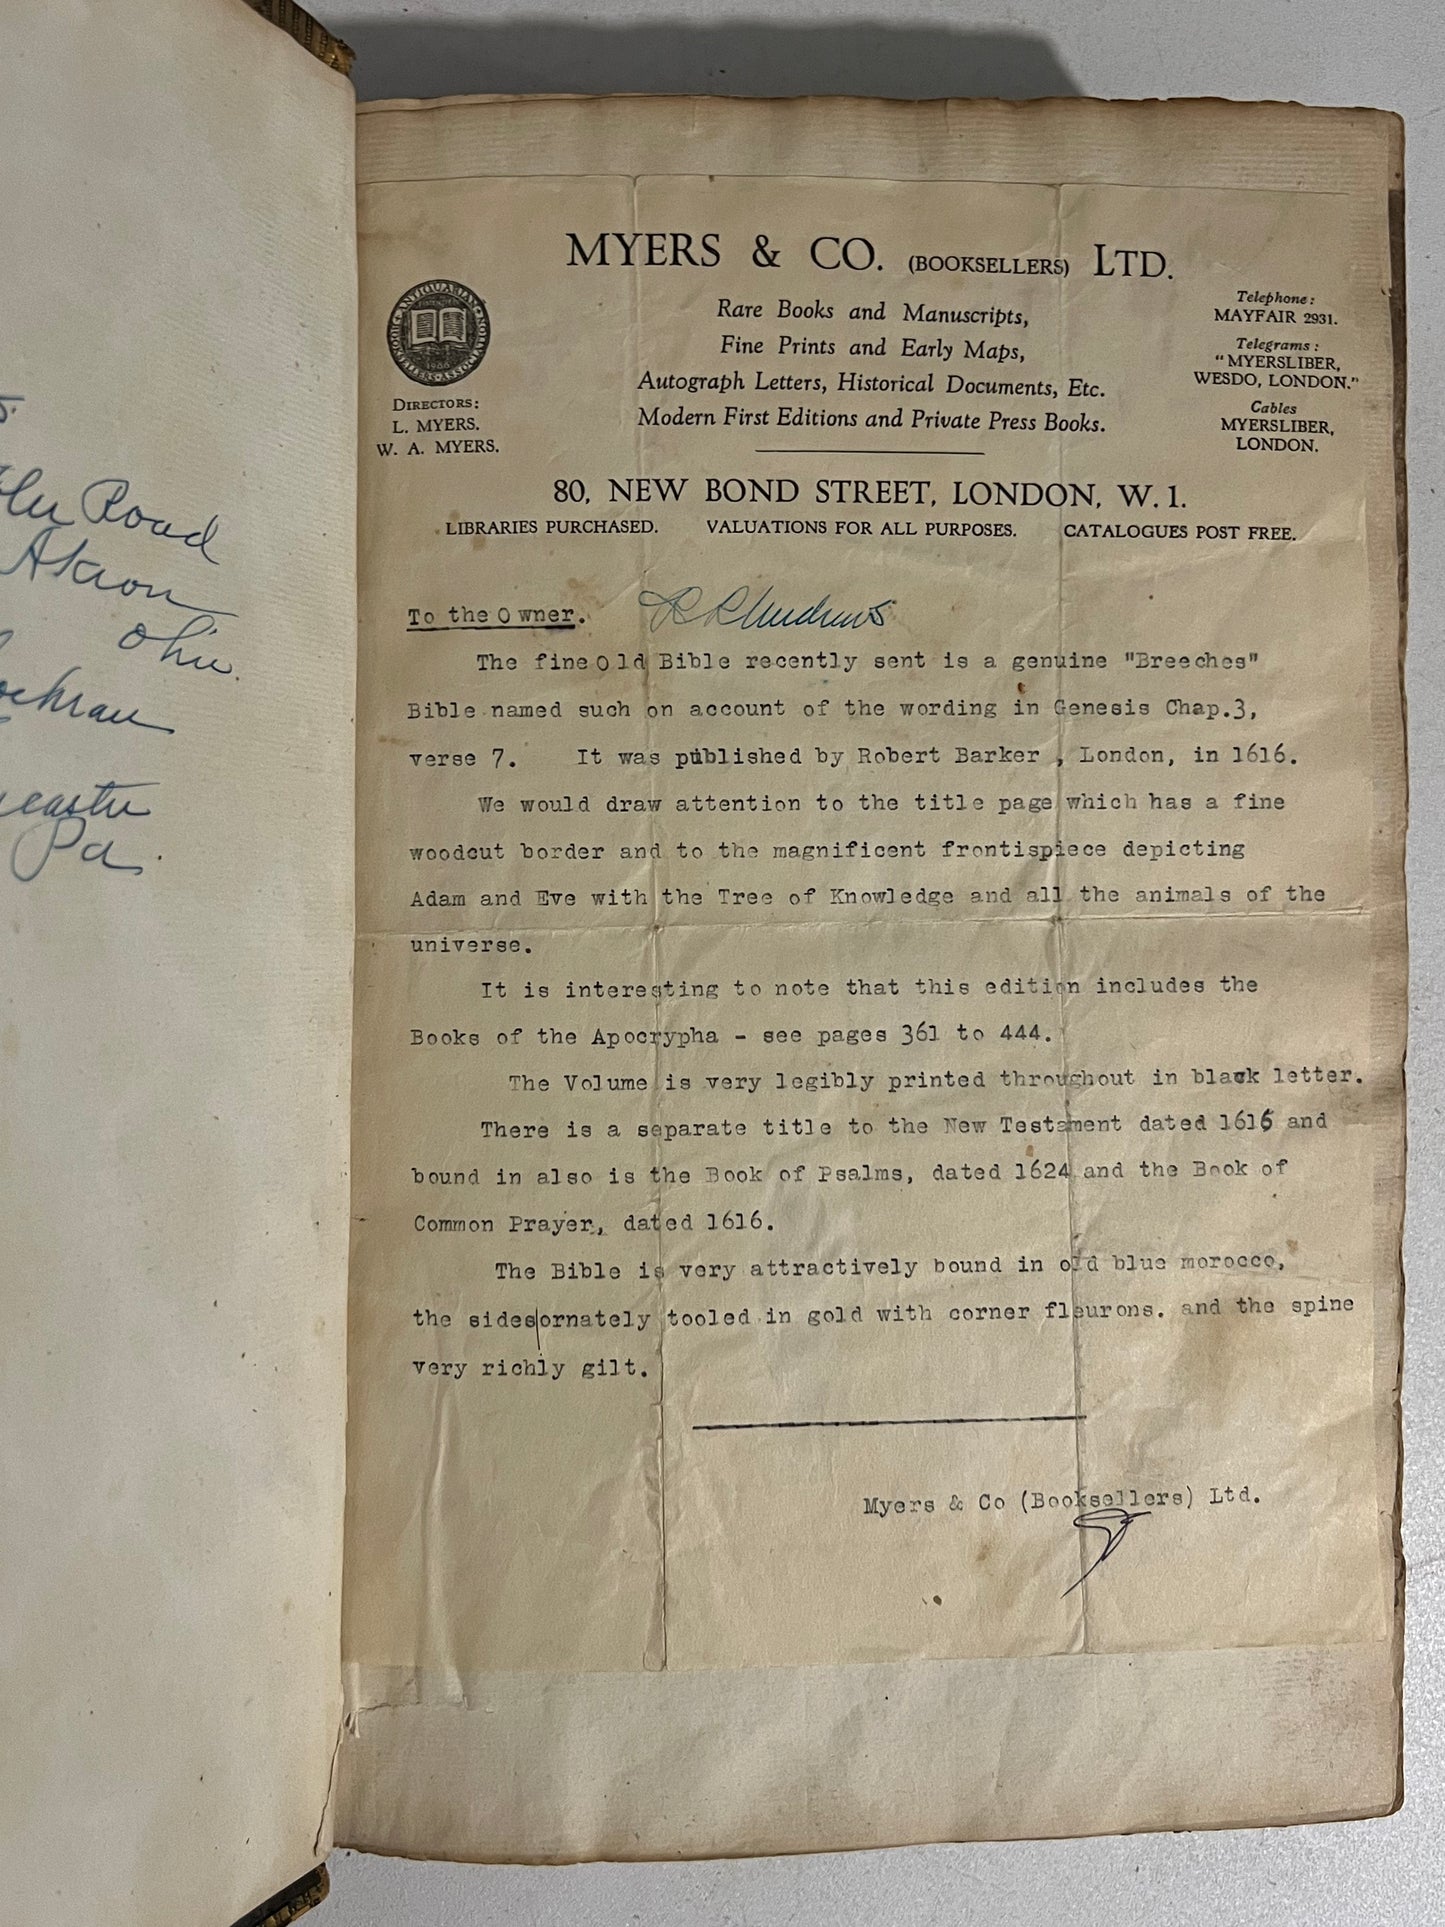 Road
Akron
Ohio.
Pa.
MYERS & CO. (BOOKSELLERS) LTD.
Rare Books and Manuscripts,
Fine Prints and Early Maps,
Autograph Letters, Historical Documents, Etc.
Modern First Editions and Private Press Books.
ANTIQUARIAN BOOKSELLERS ASSOCIATION
1906
DIRECTORS:
L. MYERS.
W. A. MYERS.
Telephone:
MAYFAIR 2931.
Telegrams:
"MYERSLIBER,
WESDO, LONDON."
Cables
MYERSLIBER,
LONDON.
80, NEW BOND STREET, LONDON, W.1.
LIBRARIES PURCHASED. VALUATIONS FOR ALL PURPOSES. CATALOGUES POST FREE.
To the Owner. Andrews
The fine Old Bible recently sent is a genuine "Breeches"
Bible named such on account of the wording in Genesis Chap.3,
verse 7. It was published by Robert Barker , London, in 1616.
We would draw attention to the title page which has a fine
woodcut border and to the magnificent frontispiece depicting
Adam and Eve with the Tree of Knowledge and all the animals of the
universe.
It is interesting to note that this edition includes the
Books of the Apocrypha - see pages 361 to 444.
The Volume is very legibly printed throughout in black letter.
There is a separate title to the New Testament dated 1616 and
bound in also is the Book of Psalms, dated 1624 and the Book of
Common Prayer, dated 1616.
The Bible is very attractively bound in old blue morocco,
the sides ornately tooled in gold with corner fleurons. and the spine
very richly gilt.
Myers & Co (Booksellers) Ltd.